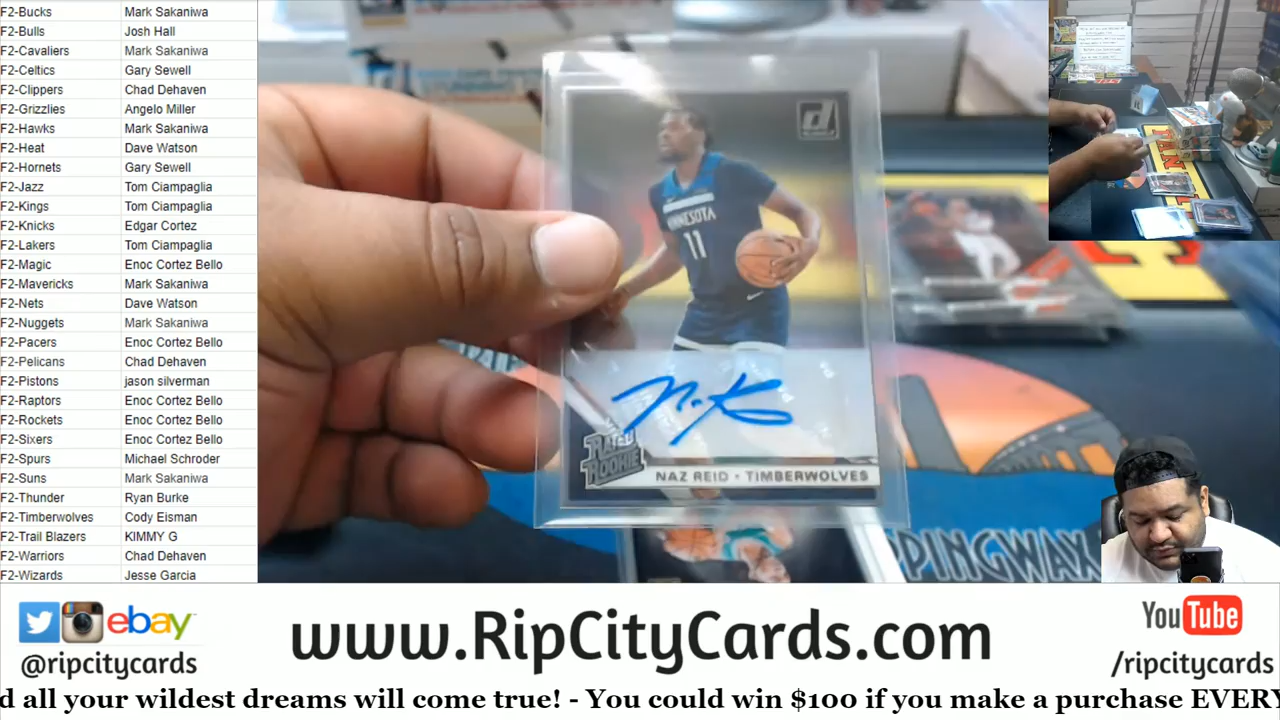 F2-Bucks Mark Sakaniwa
F2-Bulls Josh Hall
F2-Cavaliers Mark Sakaniwa
F2-Celtics Gary Sewell
F2-Clippers Chad Dehaven
F2-Grizzlies Angelo Miller
F2-Hawks Mark Sakaniwa
F2-Heat Dave Watson
F2-Hornets Gary Sewell
F2-Jazz Tom Ciampaglia
F2-Kings Tom Ciampaglia
F2-Knicks Edgar Cortez
F2-Lakers Tom Ciampaglia
F2-Magic Enoc Cortez Bello
F2-Mavericks Mark Sakaniwa
F2-Nets Dave Watson
F2-Nuggets Mark Sakaniwa
F2-Pacers Enoc Cortez Bello
F2-Pelicans Chad Dehaven
F2-Pistons jason silverman
F2-Raptors Enoc Cortez Bello
F2-Rockets Enoc Cortez Bello
F2-Sixers Enoc Cortez Bello
F2-Spurs Michael Schroder
F2-Suns Mark Sakaniwa
F2-Thunder Ryan Burke
F2-Timberwolves Cody Eisman
F2-Trail Blazers KIMMY G
F2-Warriors Chad Dehaven
F2-Wizards Jesse Garcia
MINNESOTA
11
RATED
ROOKIE
NAZ REID • TIMBERWOLVES
PPINGWAX
ebay
@ripcitycards
www.RipCityCards.com
YouTube
/ripcitycards
d all your wildest dreams will come true! - You could win $100 if you make a purchase EVERY